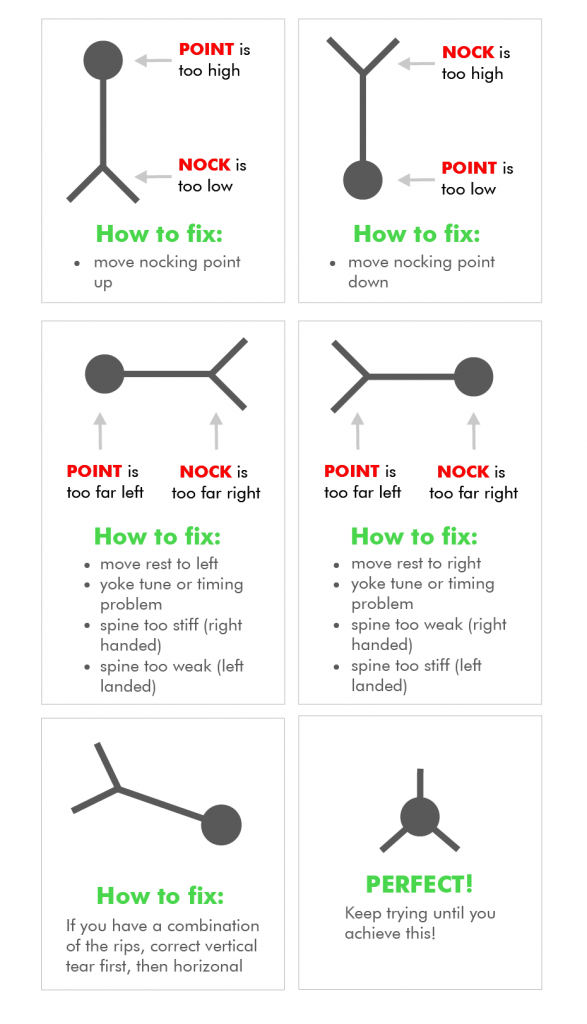 POINT is
too high
NOCK is
too low
How to fix:
• move nocking point
up
NOCK is
too high
POINT is
too low
How to fix:
• move nocking point
down
POINT is
too far left
NOCK is
too far right
How to fix:
• move rest to left
• yoke tune or timing
problem
• spine too stiff (right
handed)
• spine too weak (left
landed)
POINT is
too far left
NOCK is
too far right
How to fix:
• move rest to right
• yoke tune or timing
problem
• spine too weak (right
handed)
• spine too stiff (left
landed)
How to fix:
If you have a combination
of the rips, correct vertical
tear first, then horizonal
PERFECT!
Keep trying until you
achieve this!